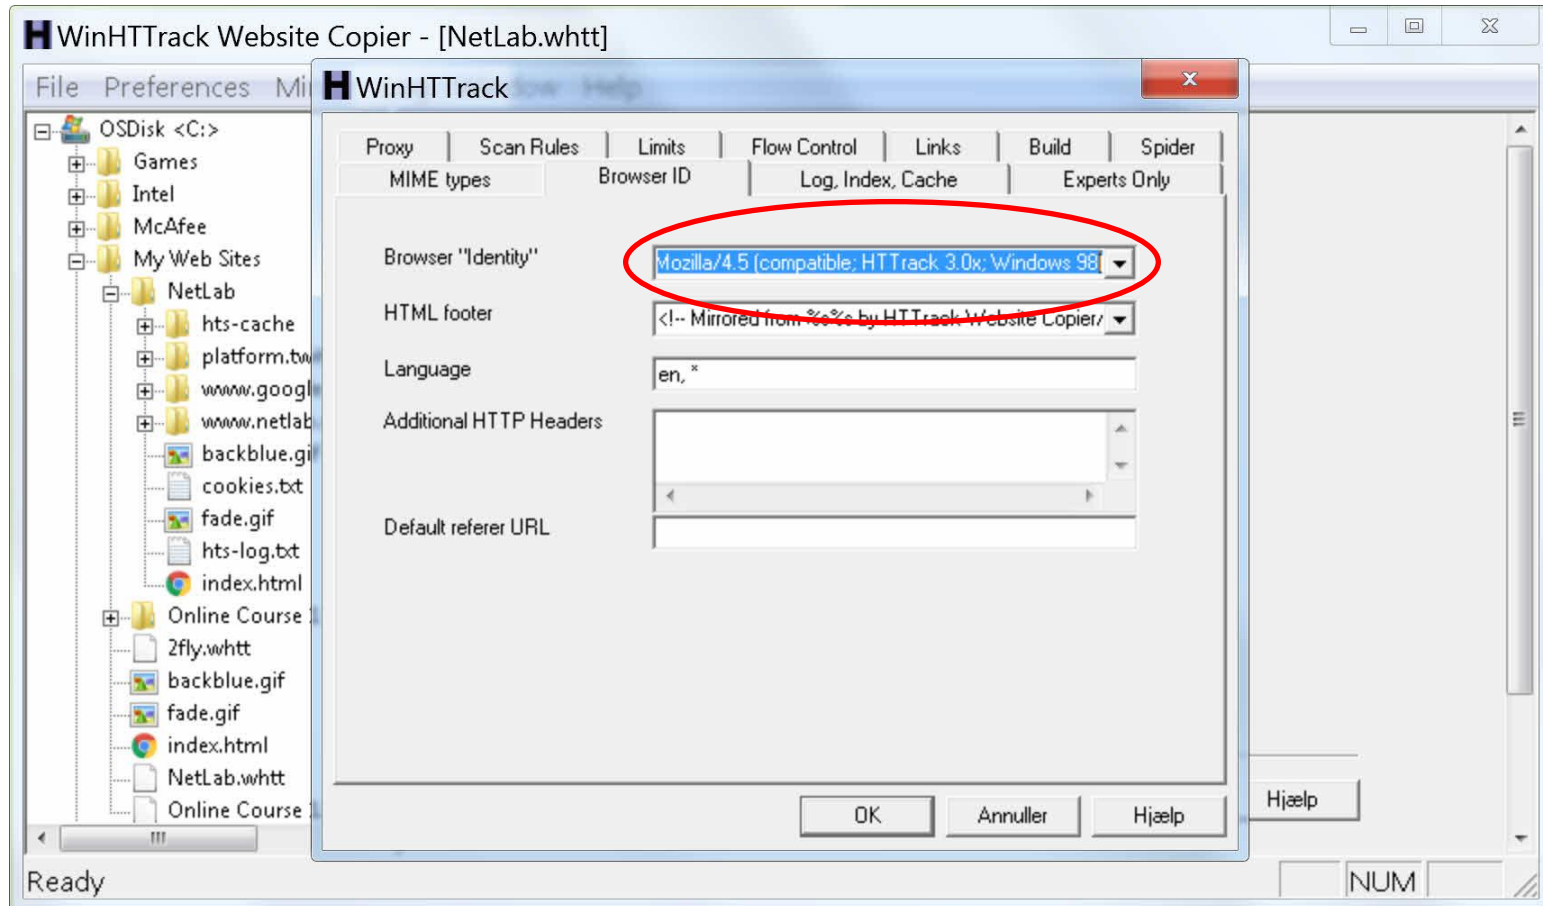 WinHTTrack Website Copier - [NetLab.whtt]
File Preferences
WinHTTrack
Help
OSDisk <C:>
Games
Intel
McAfee
My Web Sites
NetLab
hts-cache
platform.tw
www.googl
www.netlab
backblue.gi
cookies.txt
fade.gif
hts-log.txt
index.html
Online Course
2fly.whtt
backblue.gif
fade.gif
index.html
NetLab.whtt
Online Course
Proxy Scan Rules Limits Flow Control Links Build Spider
MIME types Browser ID Log, Index, Cache Experts Only
Browser "Identity" Mozilla/4.5 (compatible; HTTrack 3.0x; Windows 98
HTML footer <!-- Mirrored from %s%s by HTTrack Website Copier/
Language en, *
Additional HTTP Headers
Default referer URL
OK Annuller Hjælp
Hjælp
Ready NUM